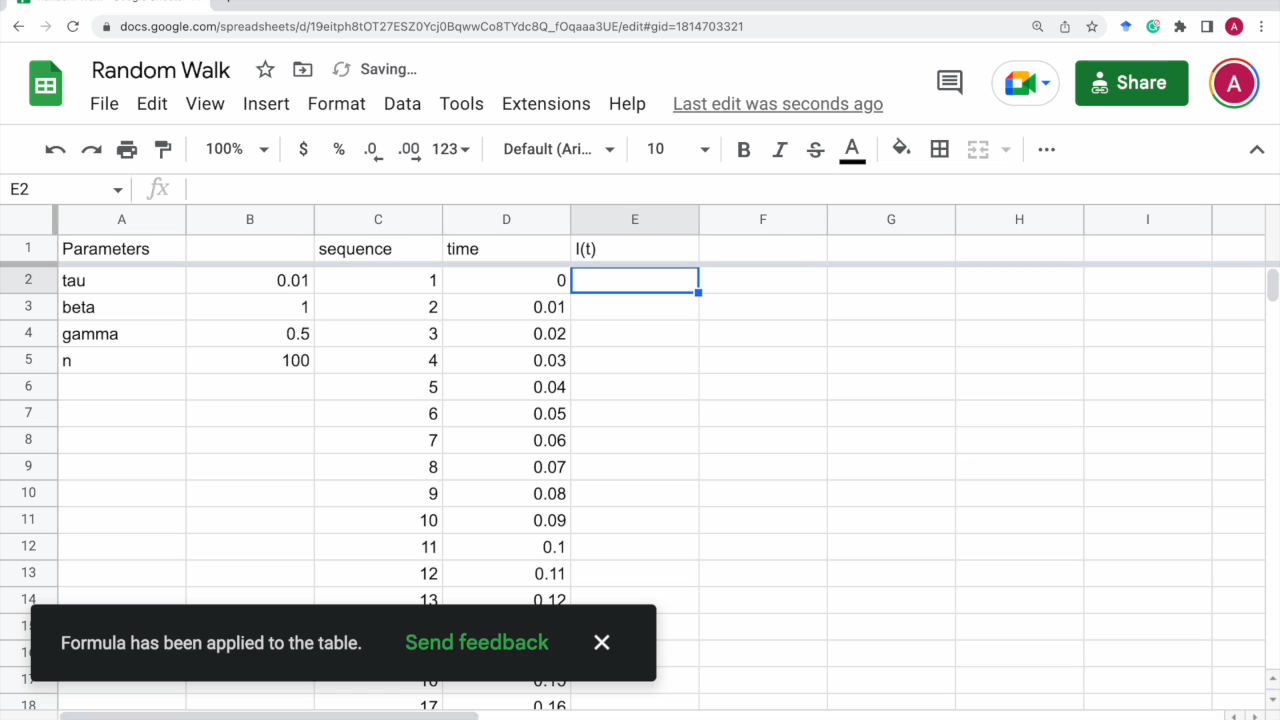 docs.google.com/spreadsheets/d/19eitph8tOT27ESZ0Ycj0BqwwCo8TYdc8Q_fOqaaa3UE/edit#gid=1814703321
A
Random Walk
Saving...
File Edit View Insert Format Data Tools Extensions Help Last edit was seconds ago
Share
A
100% $ % .0 .00 123 Default (Ari... 10 B I S A
E2 fx
A B C D E F G H I
1 Parameters sequence time I(t)
2 tau 0.01 1 0
3 beta 1 2 0.01
4 gamma 0.5 3 0.02
5 n 100 4 0.03
6 5 0.04
7 6 0.05
8 7 0.06
9 8 0.07
10 9 0.08
11 10 0.09
12 11 0.1
13 12 0.11
14 13 0.12
Formula has been applied to the table. Send feedback
18 17 0.16